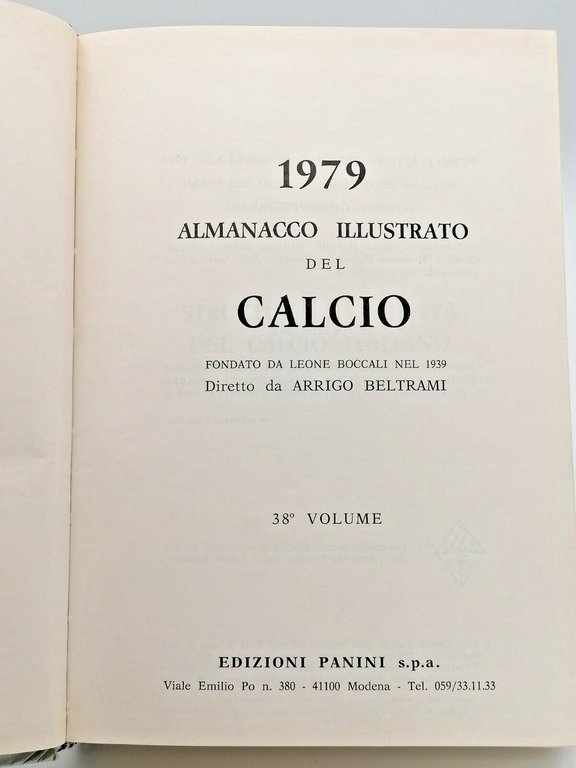 1979
ALMANACCO ILLUSTRATO
DEL
CALCIO
FONDATO DA LEONE BOCCALI NEL 1939
Diretto da ARRIGO BELTRAMI
38º VOLUME
EDIZIONI PANINI s.p.a.
Viale Emilio Po n. 380 - 41100 Modena - Tel. 059/33.11.33